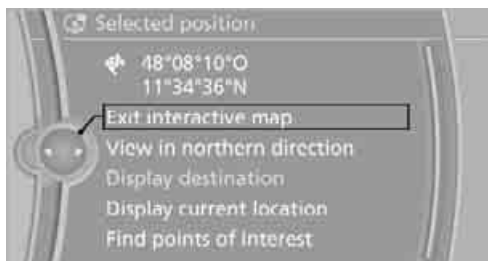 Selected position
48°08'10"O
11°34'36"N
Exit interactive map
View in northern direction
Display destination
Display current location
Find points of Interest